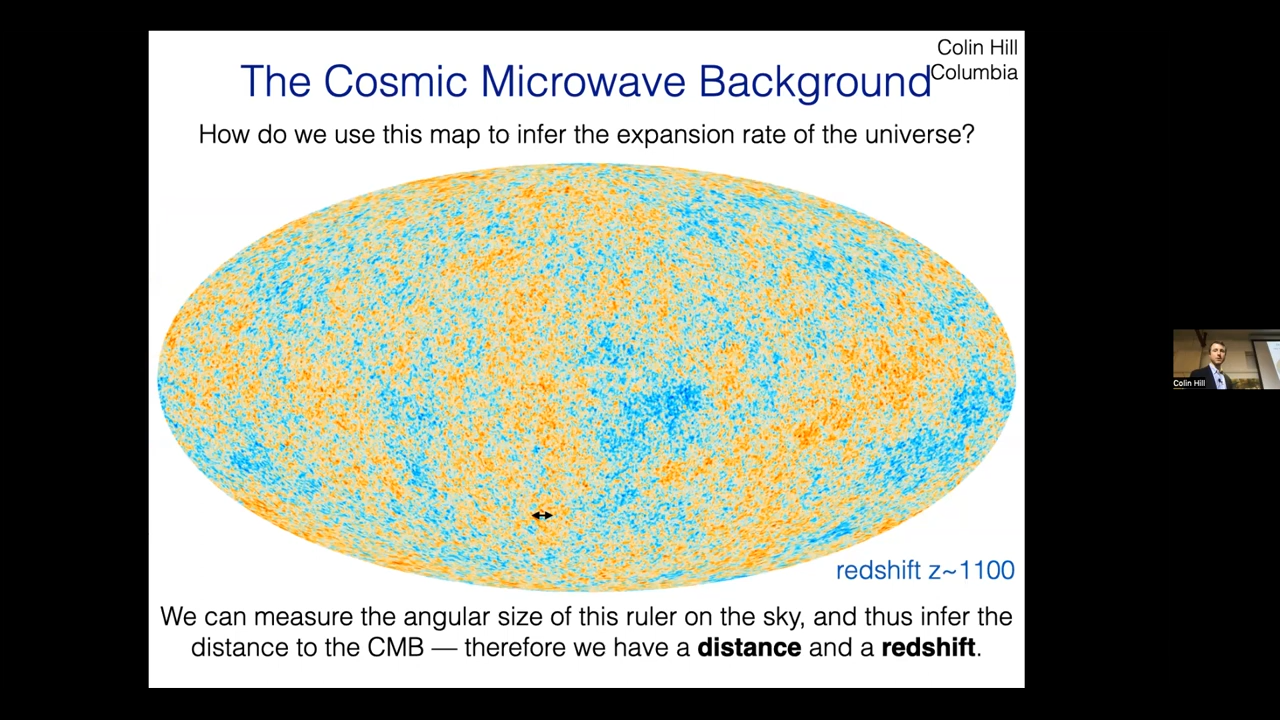 Colin Hill
Columbia
The Cosmic Microwave Background
How do we use this map to infer the expansion rate of the universe?
redshift z~1100
We can measure the angular size of this ruler on the sky, and thus infer the
distance to the CMB — therefore we have a distance and a redshift.
Colin Hill